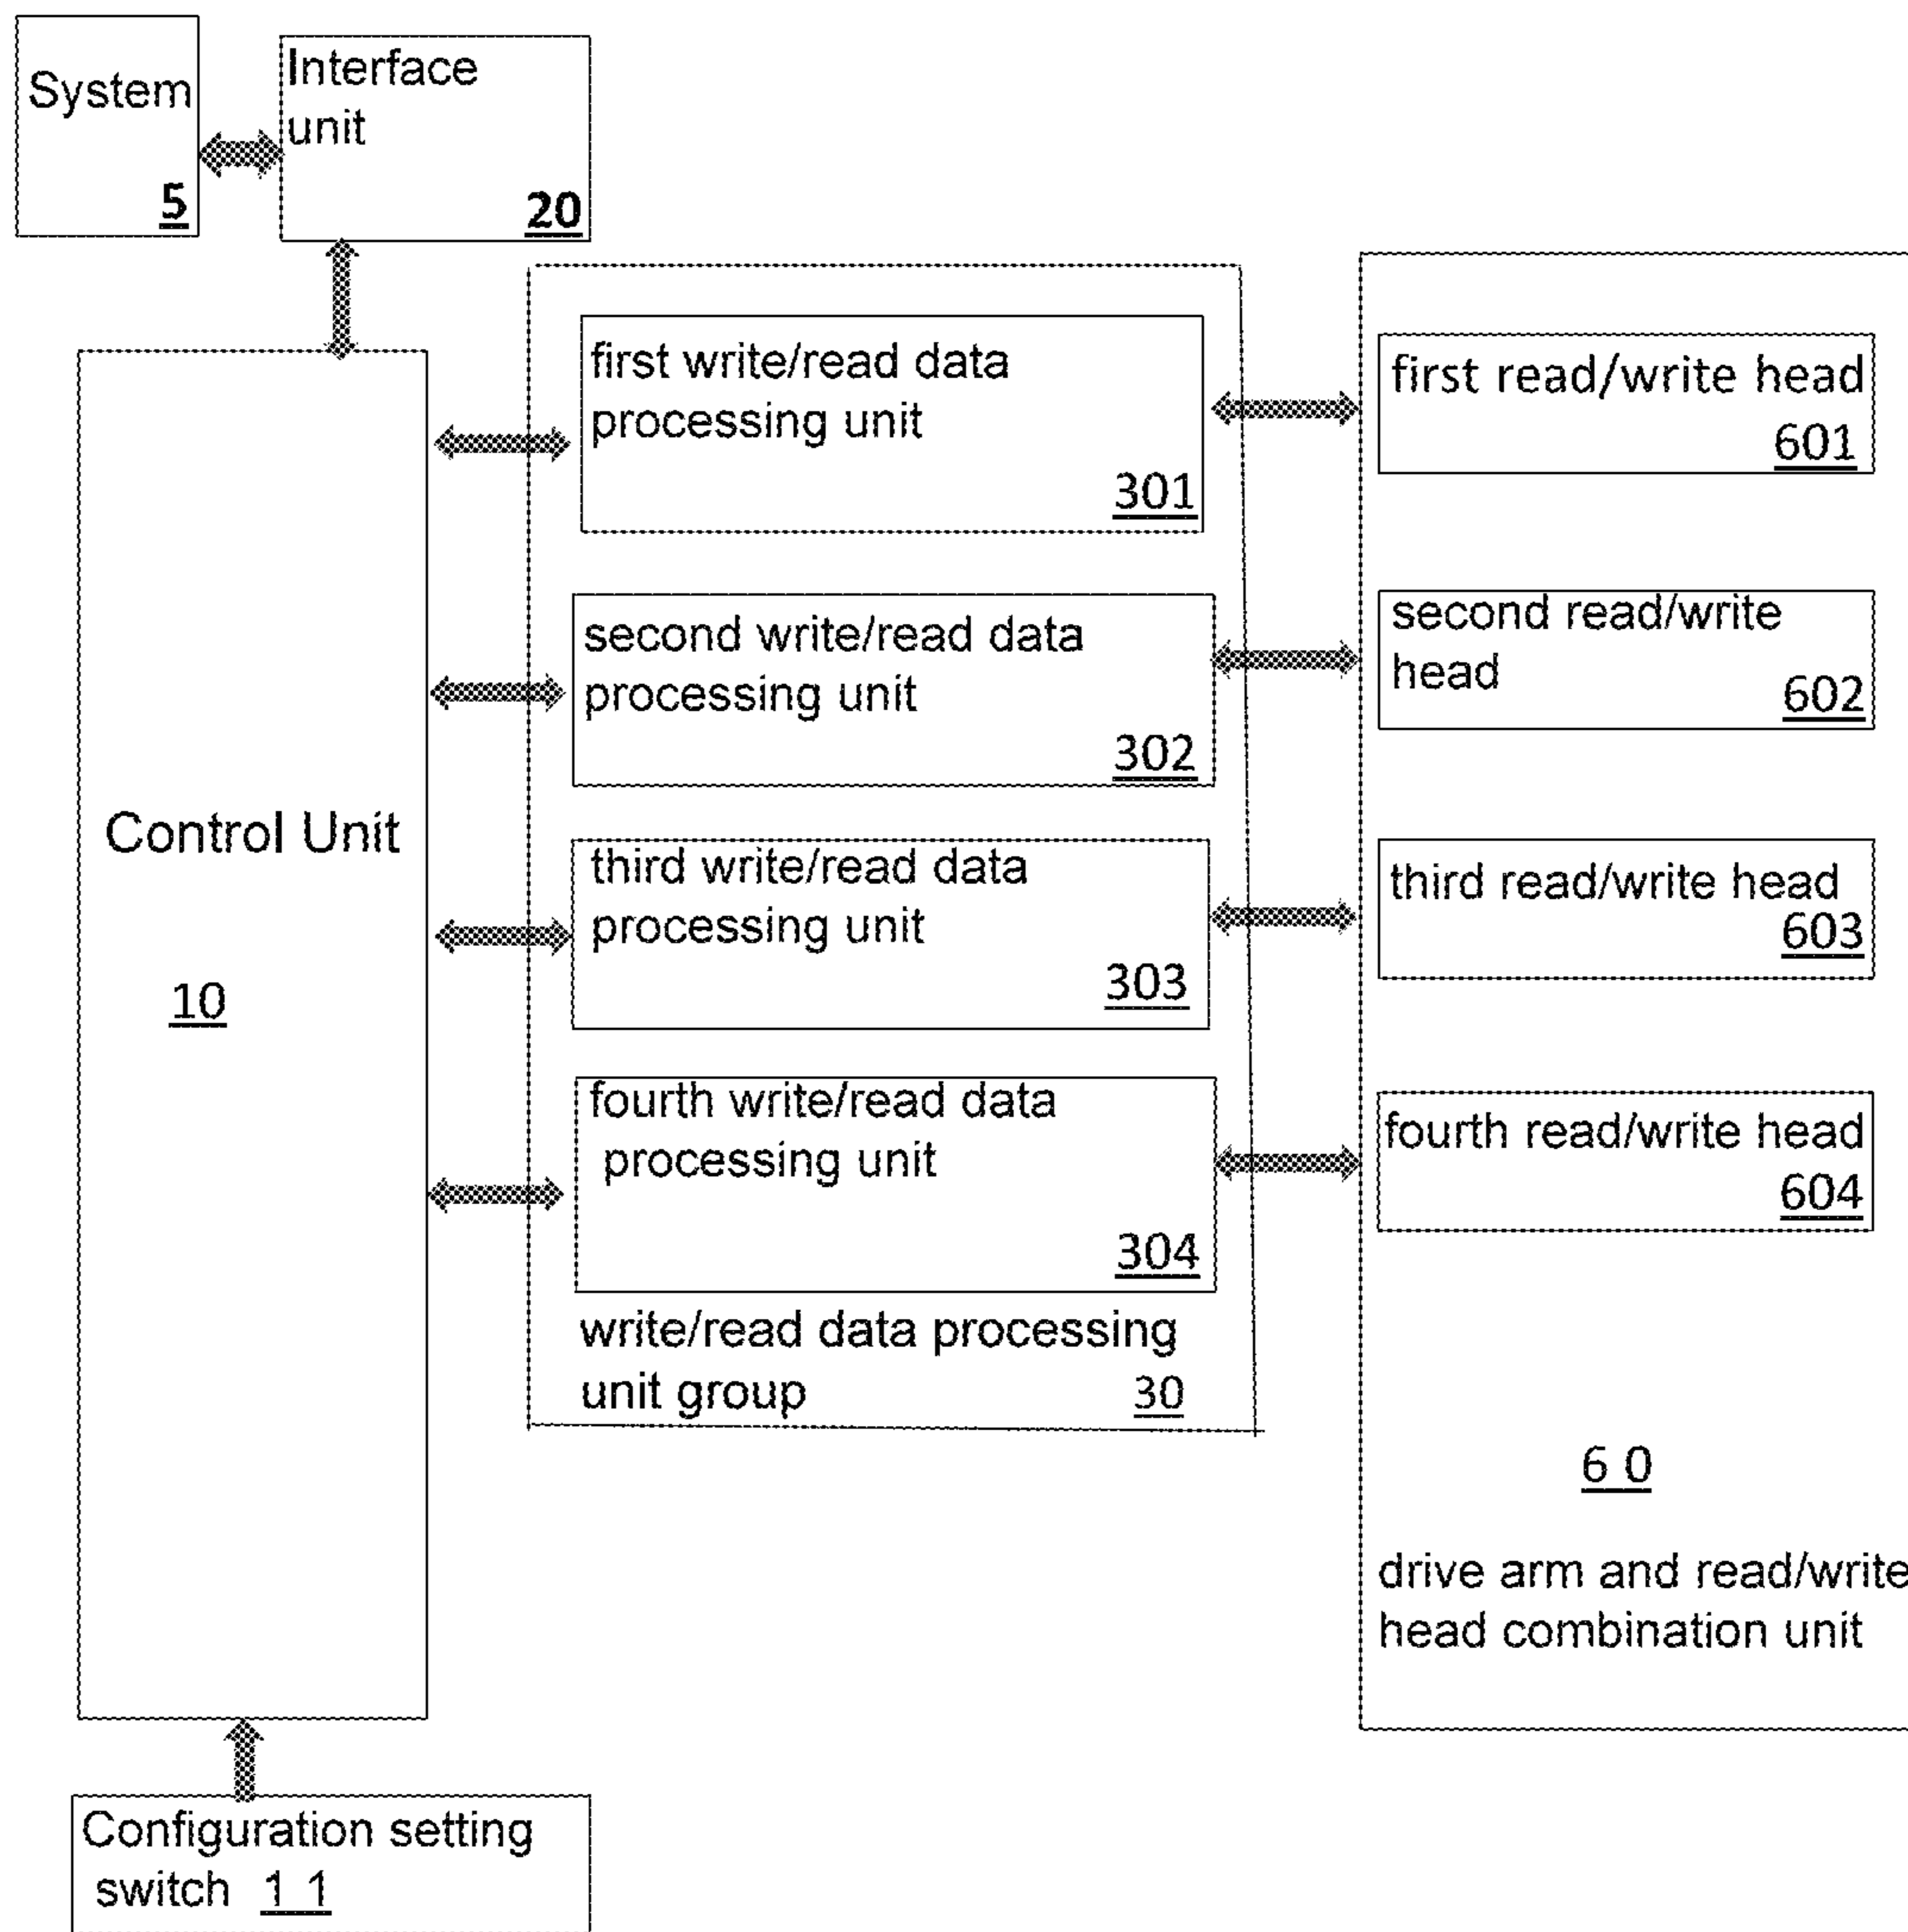 System
5
Interface
unit
20
first write/read data
processing unit
301
first read/write head
601
second write/read data
processing unit
302
second read/write
head
602
Control Unit
10
third write/read data
processing unit
303
third read/write head
603
fourth write/read data
processing unit
304
fourth read/write head
604
write/read data processing
unit group 30
6 0
drive arm and read/write
head combination unit
Configuration setting
switch 1 1